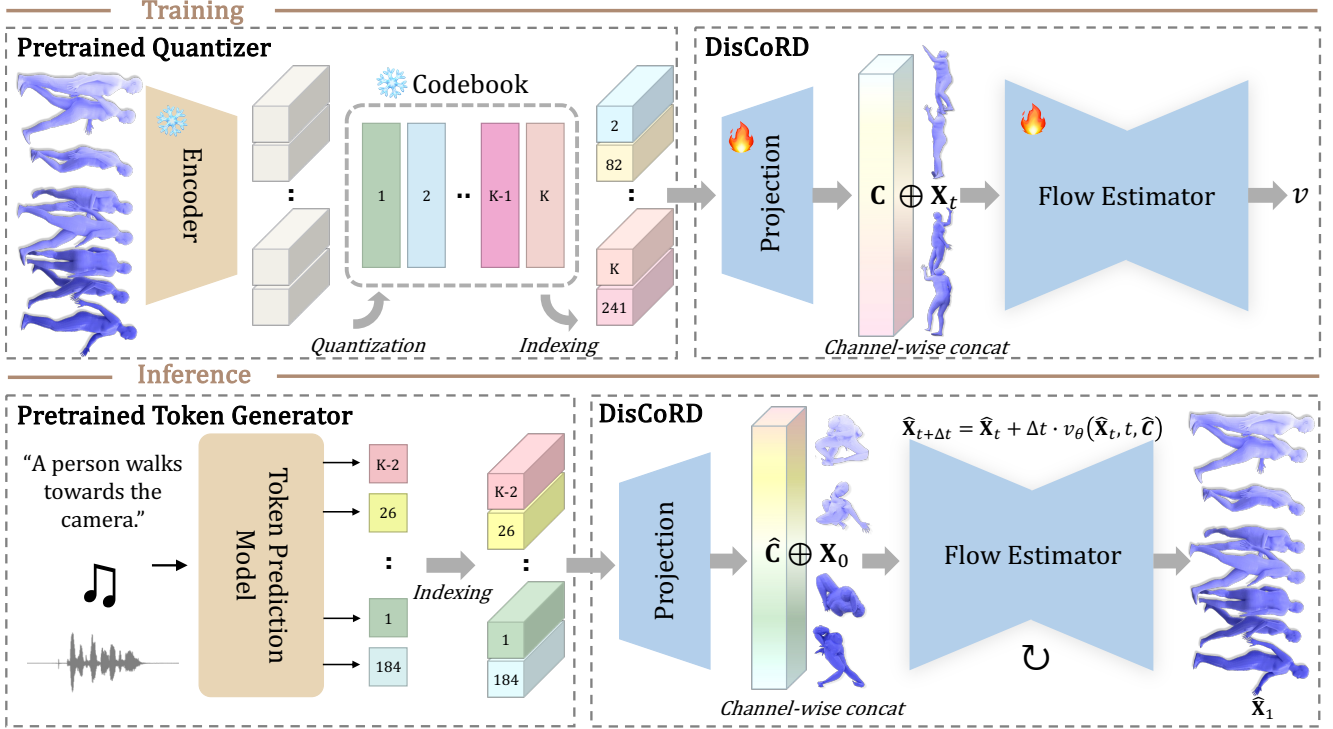 Training
Pretrained Quantizer
Encoder
Codebook
1
2
··
K-1
K
Quantization
Indexing
2
82
:
K
241
DisCoRD
Projection
C ⊕ X_t
Channel-wise concat
Flow Estimator
v
Inference
Pretrained Token Generator
“A person walks
towards the
camera.”
Token Prediction
Model
K-2
26
:
1
184
Indexing
K-2
26
:
1
184
DisCoRD
Projection
Ĉ ⊕ X_0
Channel-wise concat
X̂_{t+Δt} = X̂_t + Δt · v_θ(X̂_t, t, Ĉ)
Flow Estimator
X̂_1